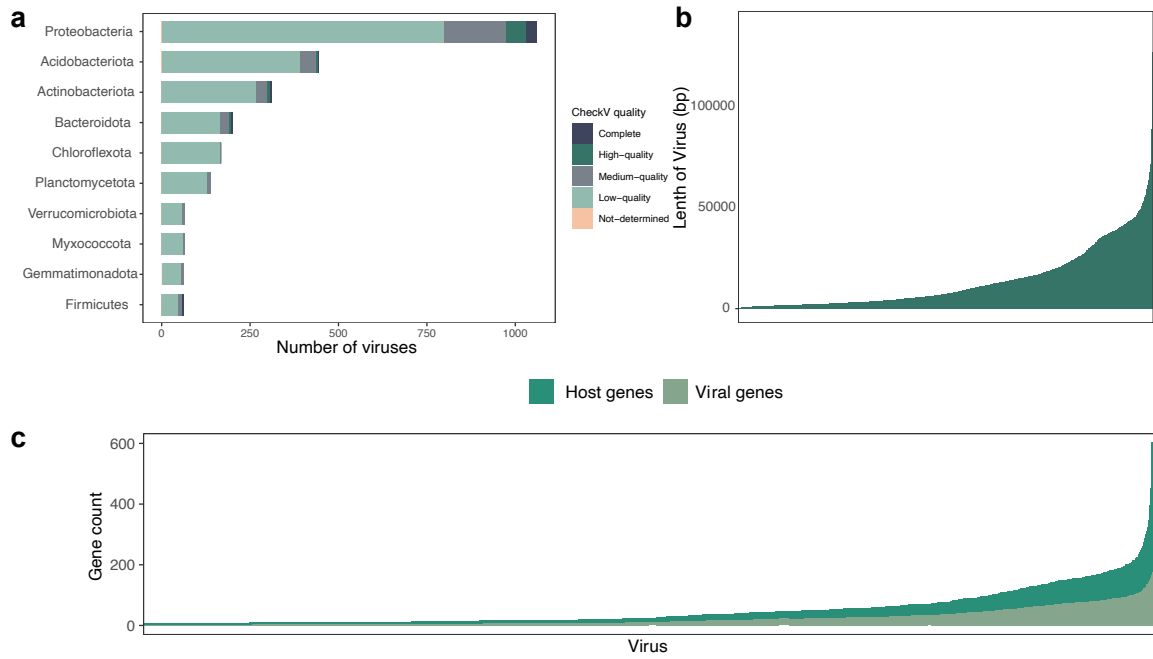 a
Proteobacteria
Acidobacteriota
Actinobacteriota
Bacteroidota
Chloroflexota
Planctomycetota
Verrucomicrobiota
Myxococcota
Gemmatimonadota
Firmicutes
0
250
500
750
1000
Number of viruses
CheckV quality
Complete
High−quality
Medium−quality
Low−quality
Not−determined
b
Lenth of Virus (bp)
100000
50000
0
Host genes
Viral genes
c
Gene count
600
400
200
0
Virus